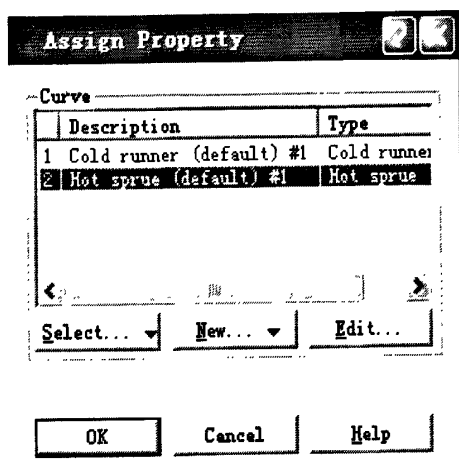 Assign Property
Curve
Description Type
1 Cold runner (default) #1 Cold runner
2 Hot sprue (default) #1 Hot sprue
Select... New... Edit...
OK Cancel Help